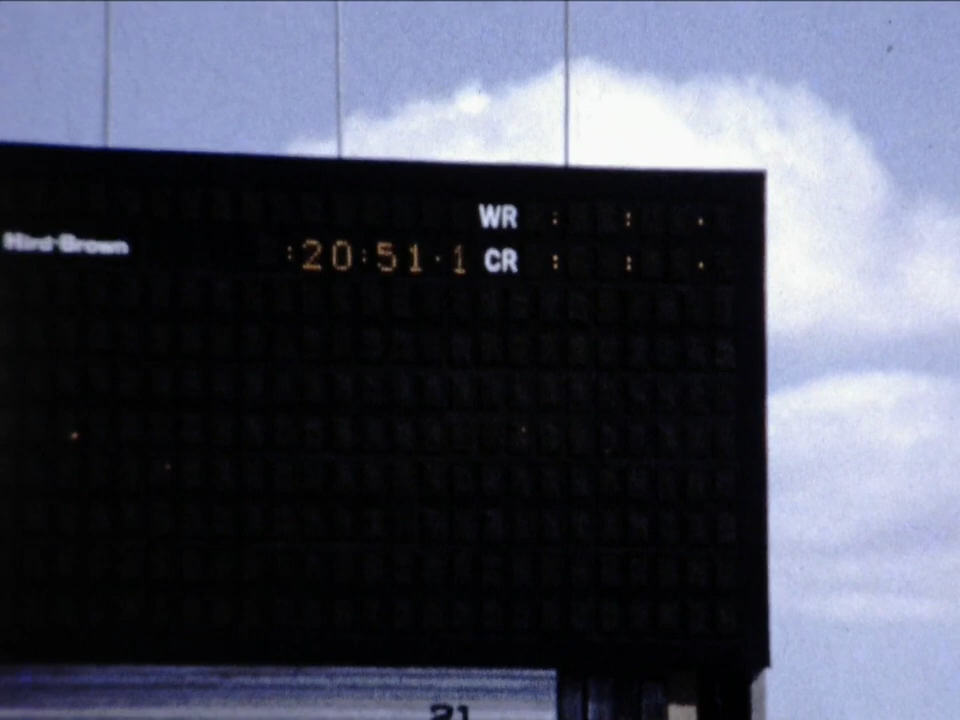 WR : : .
Hird-Brown :20:51.1 CR : : .
21